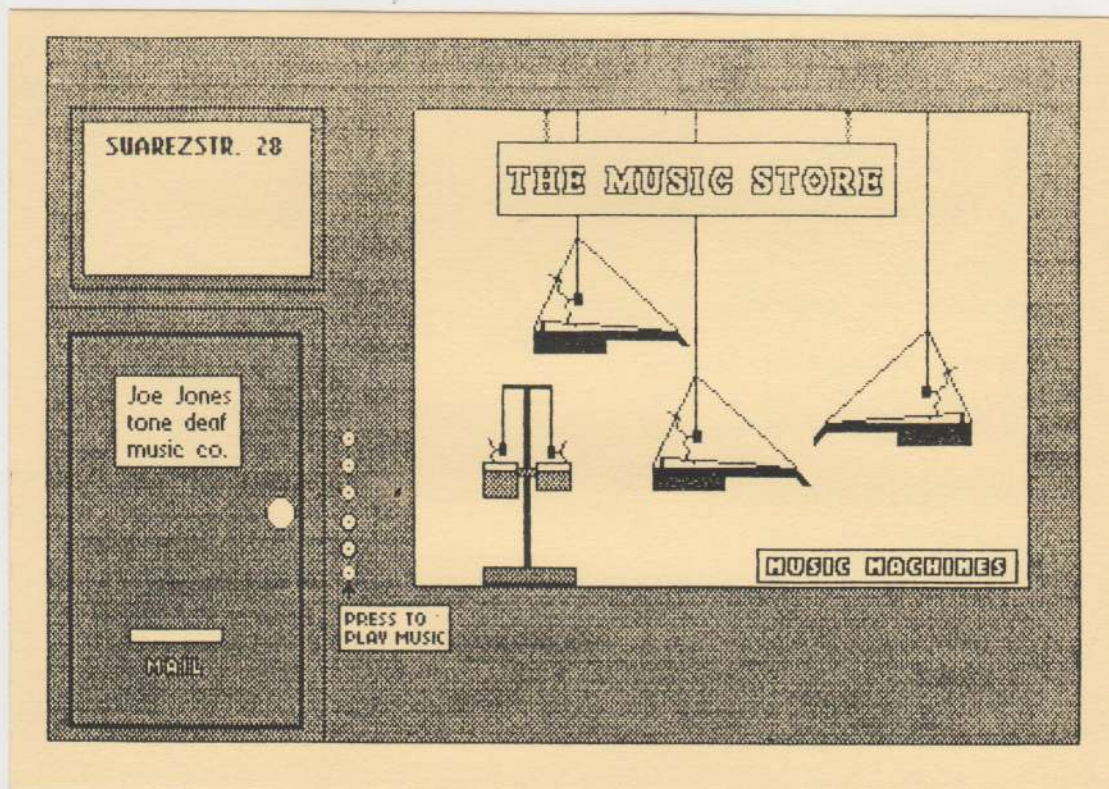 SUAREZSTR. 28
THE MUSIC STORE
Joe Jones
tone deaf
music co.
MUSIC MACHINES
PRESS TO
PLAY MUSIC
MAIL